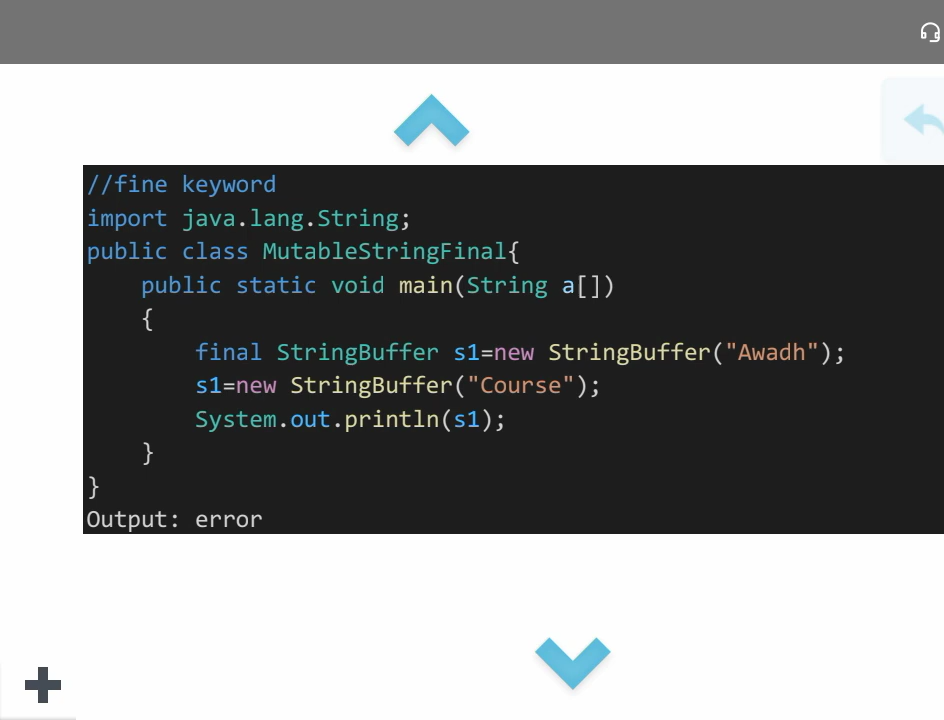 //fine keyword
import java.lang.String;
public class MutableStringFinal{
    public static void main(String a[])
    {
        final StringBuffer s1=new StringBuffer("Awadh");
        s1=new StringBuffer("Course");
        System.out.println(s1);
    }
}
Output: error